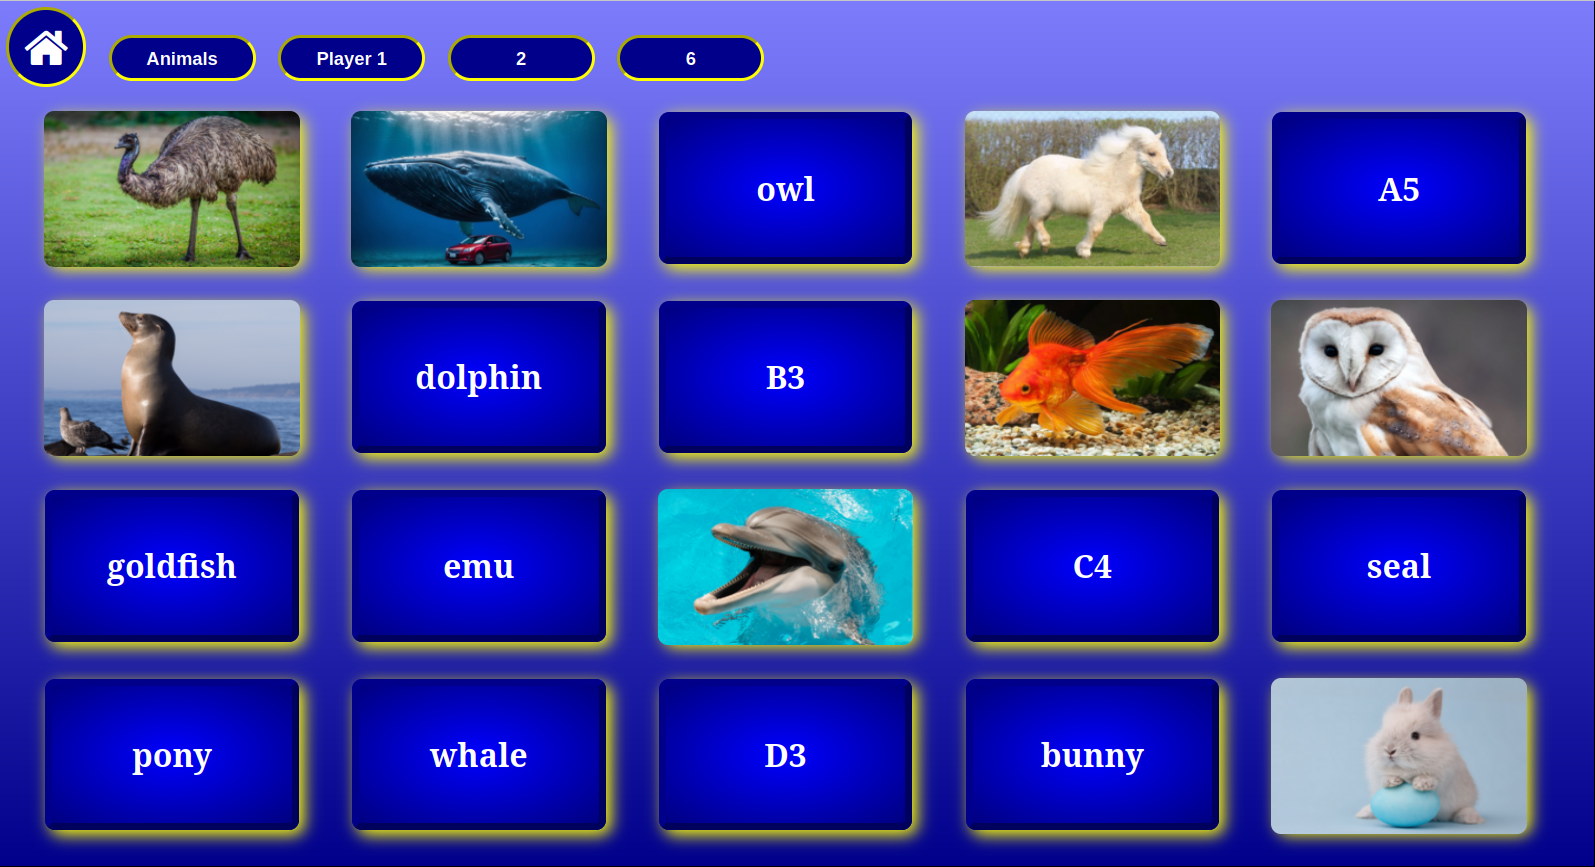 Animals
Player 1
2
6
owl
A5
dolphin
B3
goldfish
emu
C4
seal
pony
whale
D3
bunny